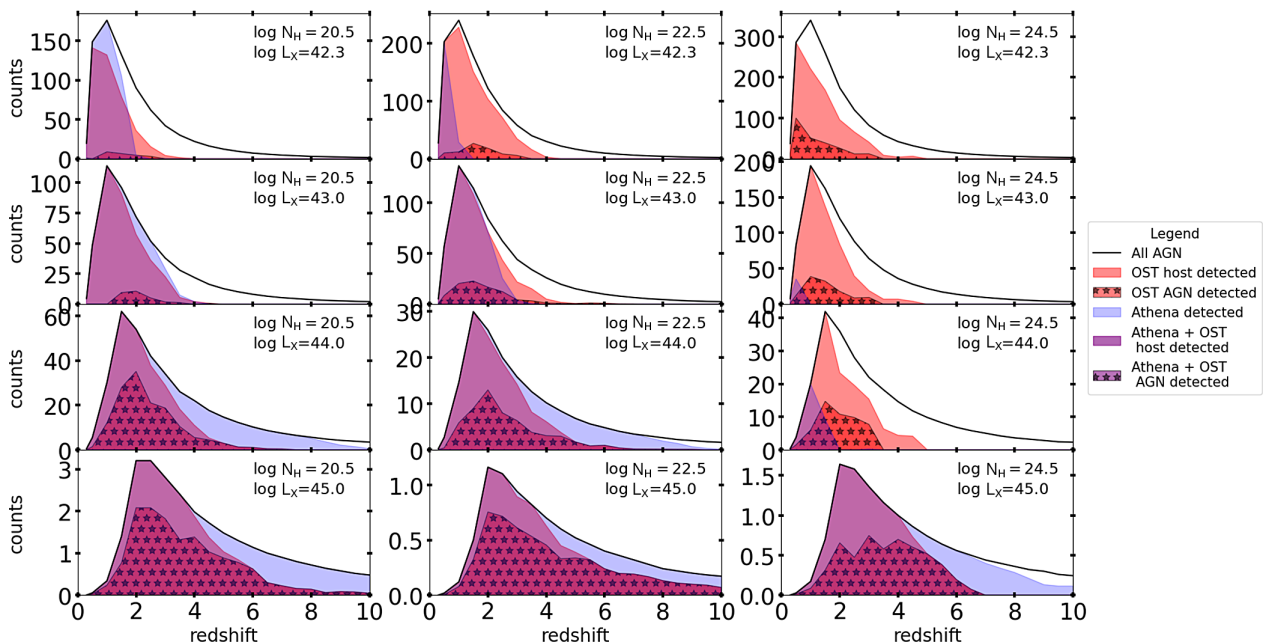 log N_H = 20.5
log L_X=42.3
counts
150
100
50
0
log N_H = 22.5
log L_X=42.3
200
100
0
log N_H = 24.5
log L_X=42.3
300
200
100
0
log N_H = 20.5
log L_X=43.0
counts
100
75
50
25
0
log N_H = 22.5
log L_X=43.0
100
50
0
log N_H = 24.5
log L_X=43.0
200
150
100
50
0
Legend
All AGN
OST host detected
OST AGN detected
Athena detected
Athena + OST
host detected
Athena + OST
AGN detected
log N_H = 20.5
log L_X=44.0
counts
60
40
20
0
log N_H = 22.5
log L_X=44.0
30
20
10
0
log N_H = 24.5
log L_X=44.0
40
30
20
10
0
log N_H = 20.5
log L_X=45.0
counts
3
2
1
0
log N_H = 22.5
log L_X=45.0
1.0
0.5
0.0
log N_H = 24.5
log L_X=45.0
1.5
1.0
0.5
0.0
0 2 4 6 8 10
0 2 4 6 8 10
0 2 4 6 8 10
redshift
redshift
redshift